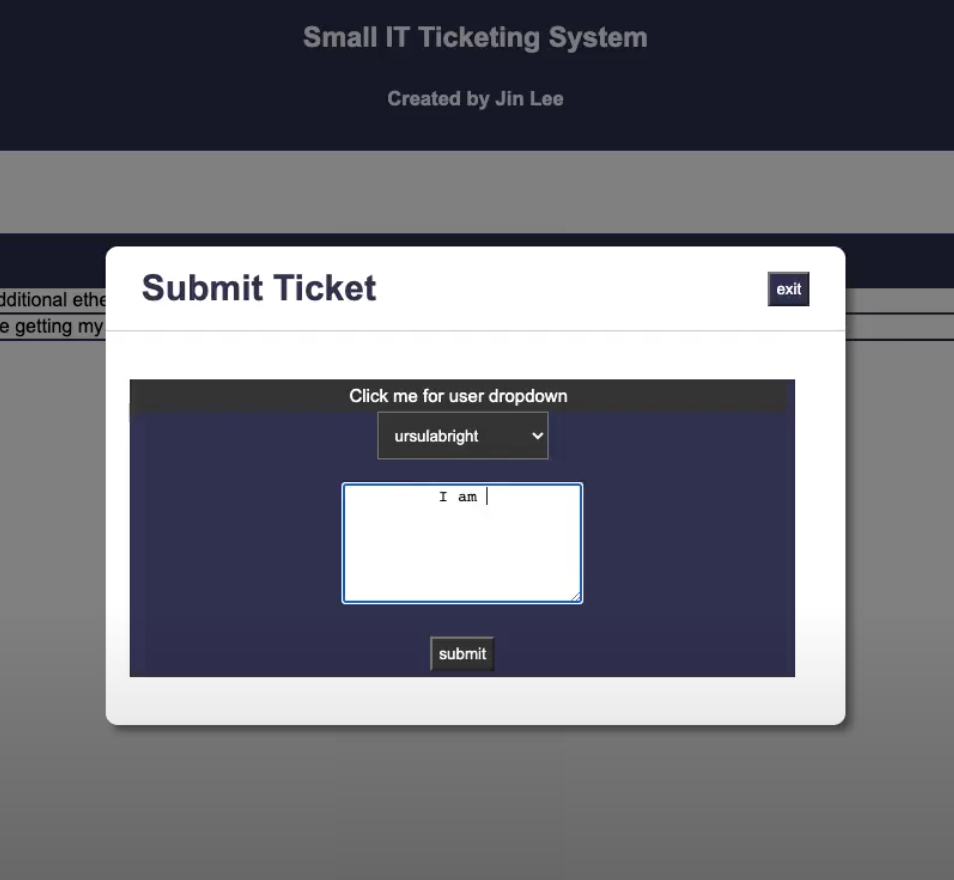 Small IT Ticketing System
Created by Jin Lee
Submit Ticket
exit
dditional ethe
e getting my
Click me for user dropdown
ursulabright
I am
submit